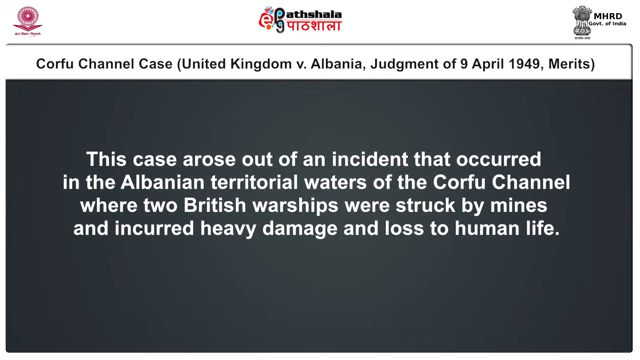 ePathshala
पाठशाला
MHRD
Govt. of India
Corfu Channel Case (United Kingdom v. Albania, Judgment of 9 April 1949, Merits)
This case arose out of an incident that occurred
in the Albanian territorial waters of the Corfu Channel
where two British warships were struck by mines
and incurred heavy damage and loss to human life.